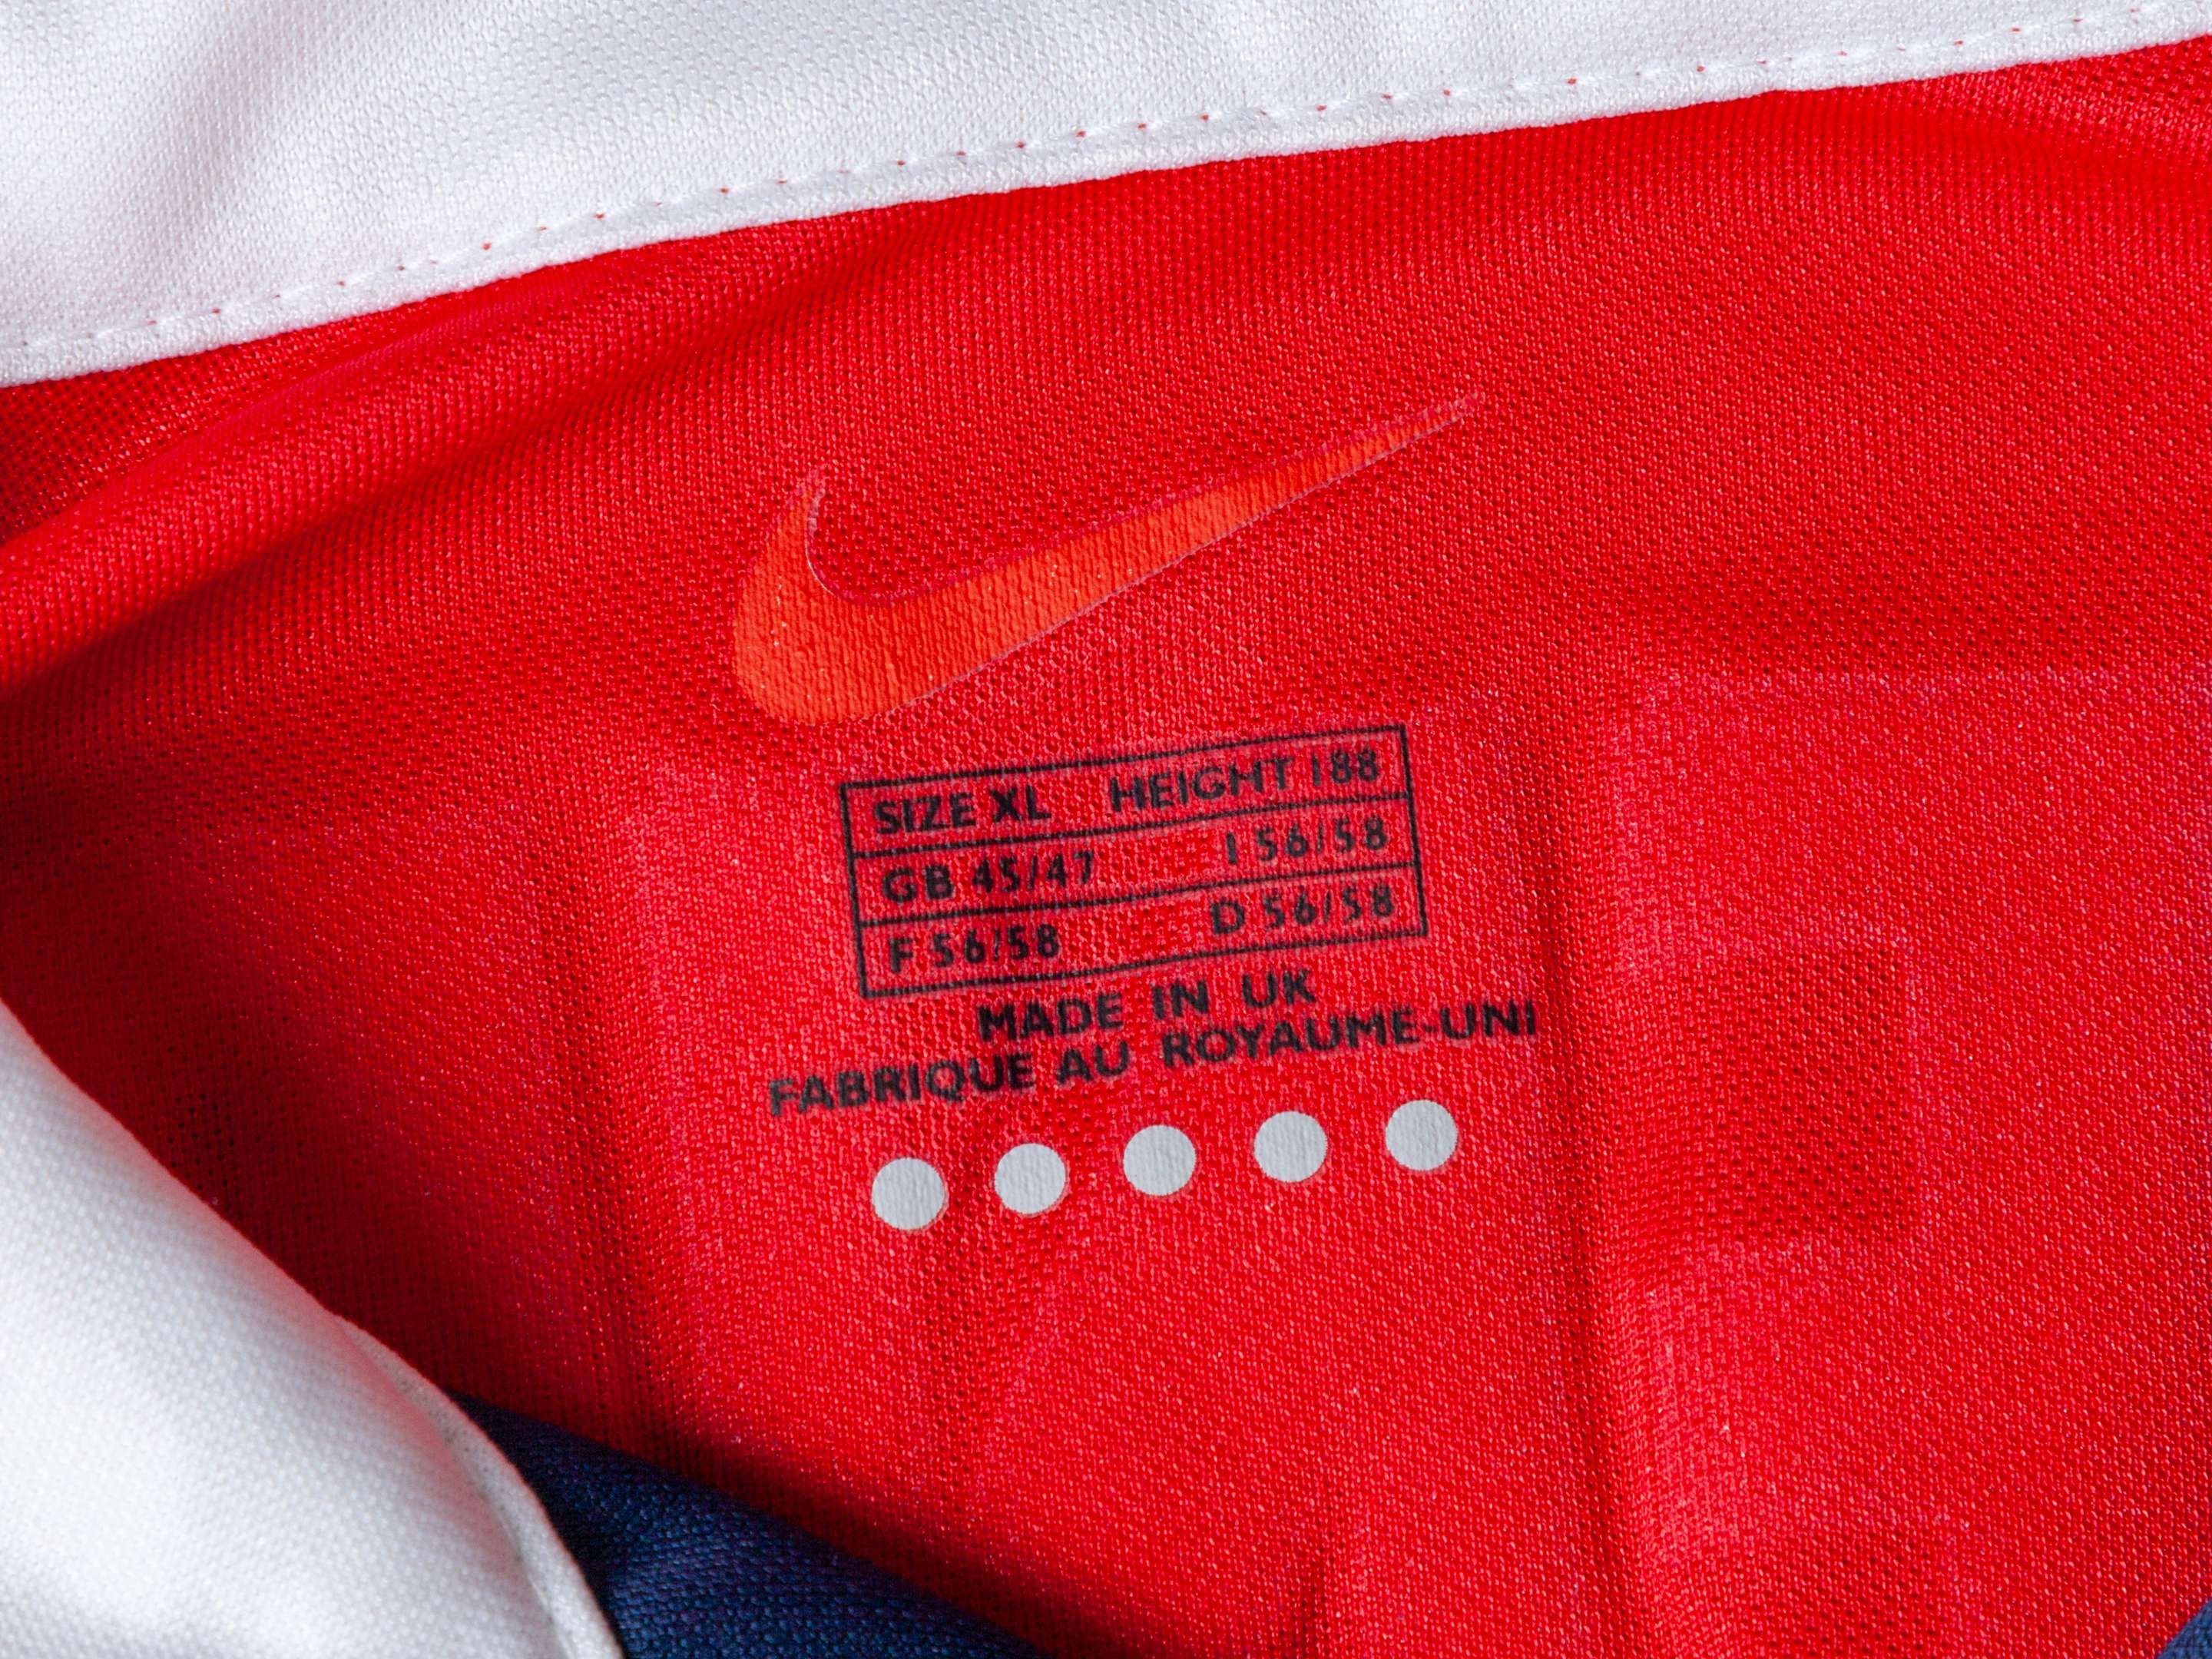 SIZE XL HEIGHT 188
GB 45/47 I 56/58
F 56/58 D 56/58
MADE IN UK
FABRIQUE AU ROYAUME-UNI